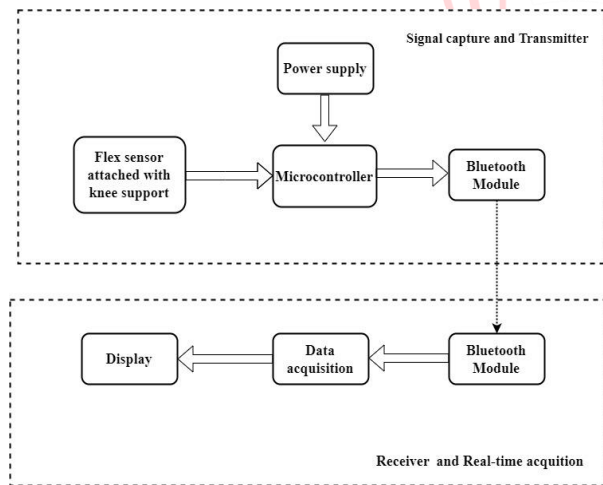 Signal capture and Transmitter
Power supply
Flex sensor
attached with
knee support
Microcontroller
Bluetooth
Module
Display
Data
acquisition
Bluetooth
Module
Receiver and Real-time acquition